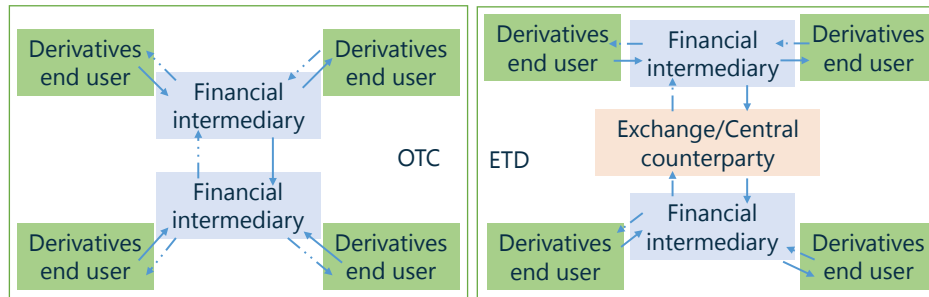 Derivatives
end user
Derivatives
end user
Financial
intermediary
OTC
Financial
intermediary
Derivatives
end user
Derivatives
end user
Derivatives
end user
Financial
intermediary
Derivatives
end user
Exchange/Central
counterparty
ETD
Financial
intermediary
Derivatives
end user
Derivatives
end user